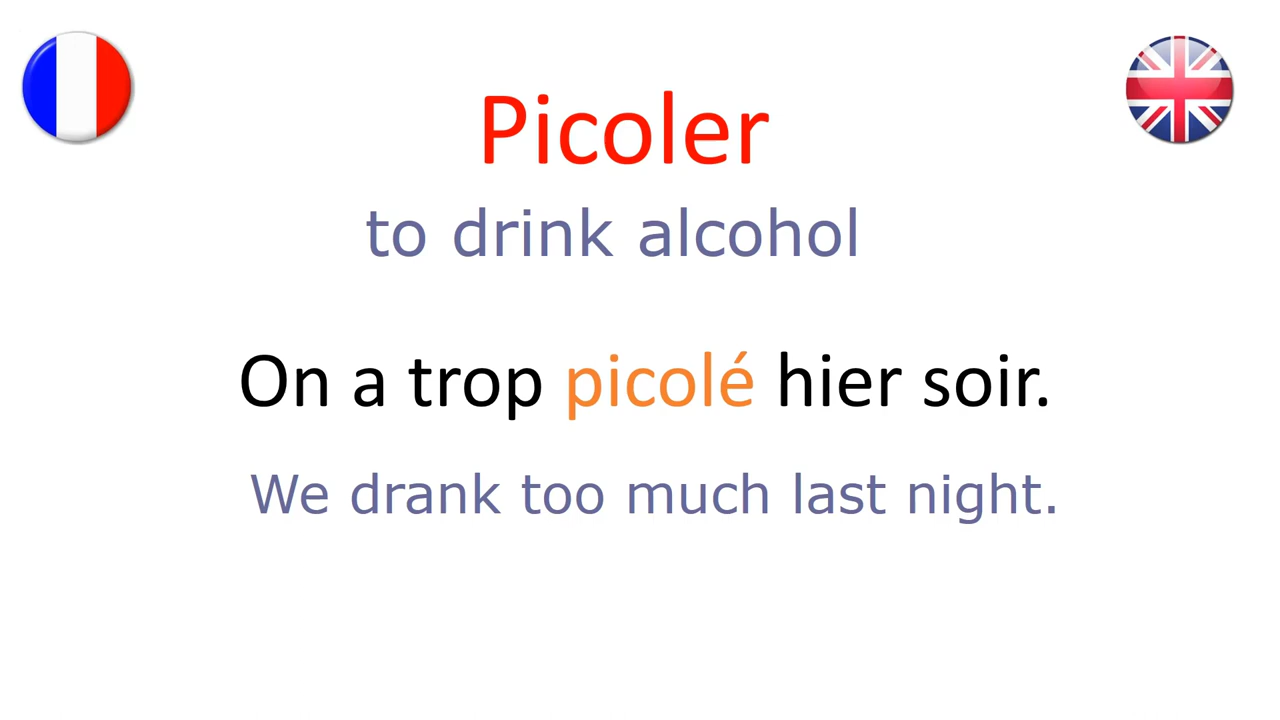 Picoler
to drink alcohol
On a trop picolé hier soir.
We drank too much last night.